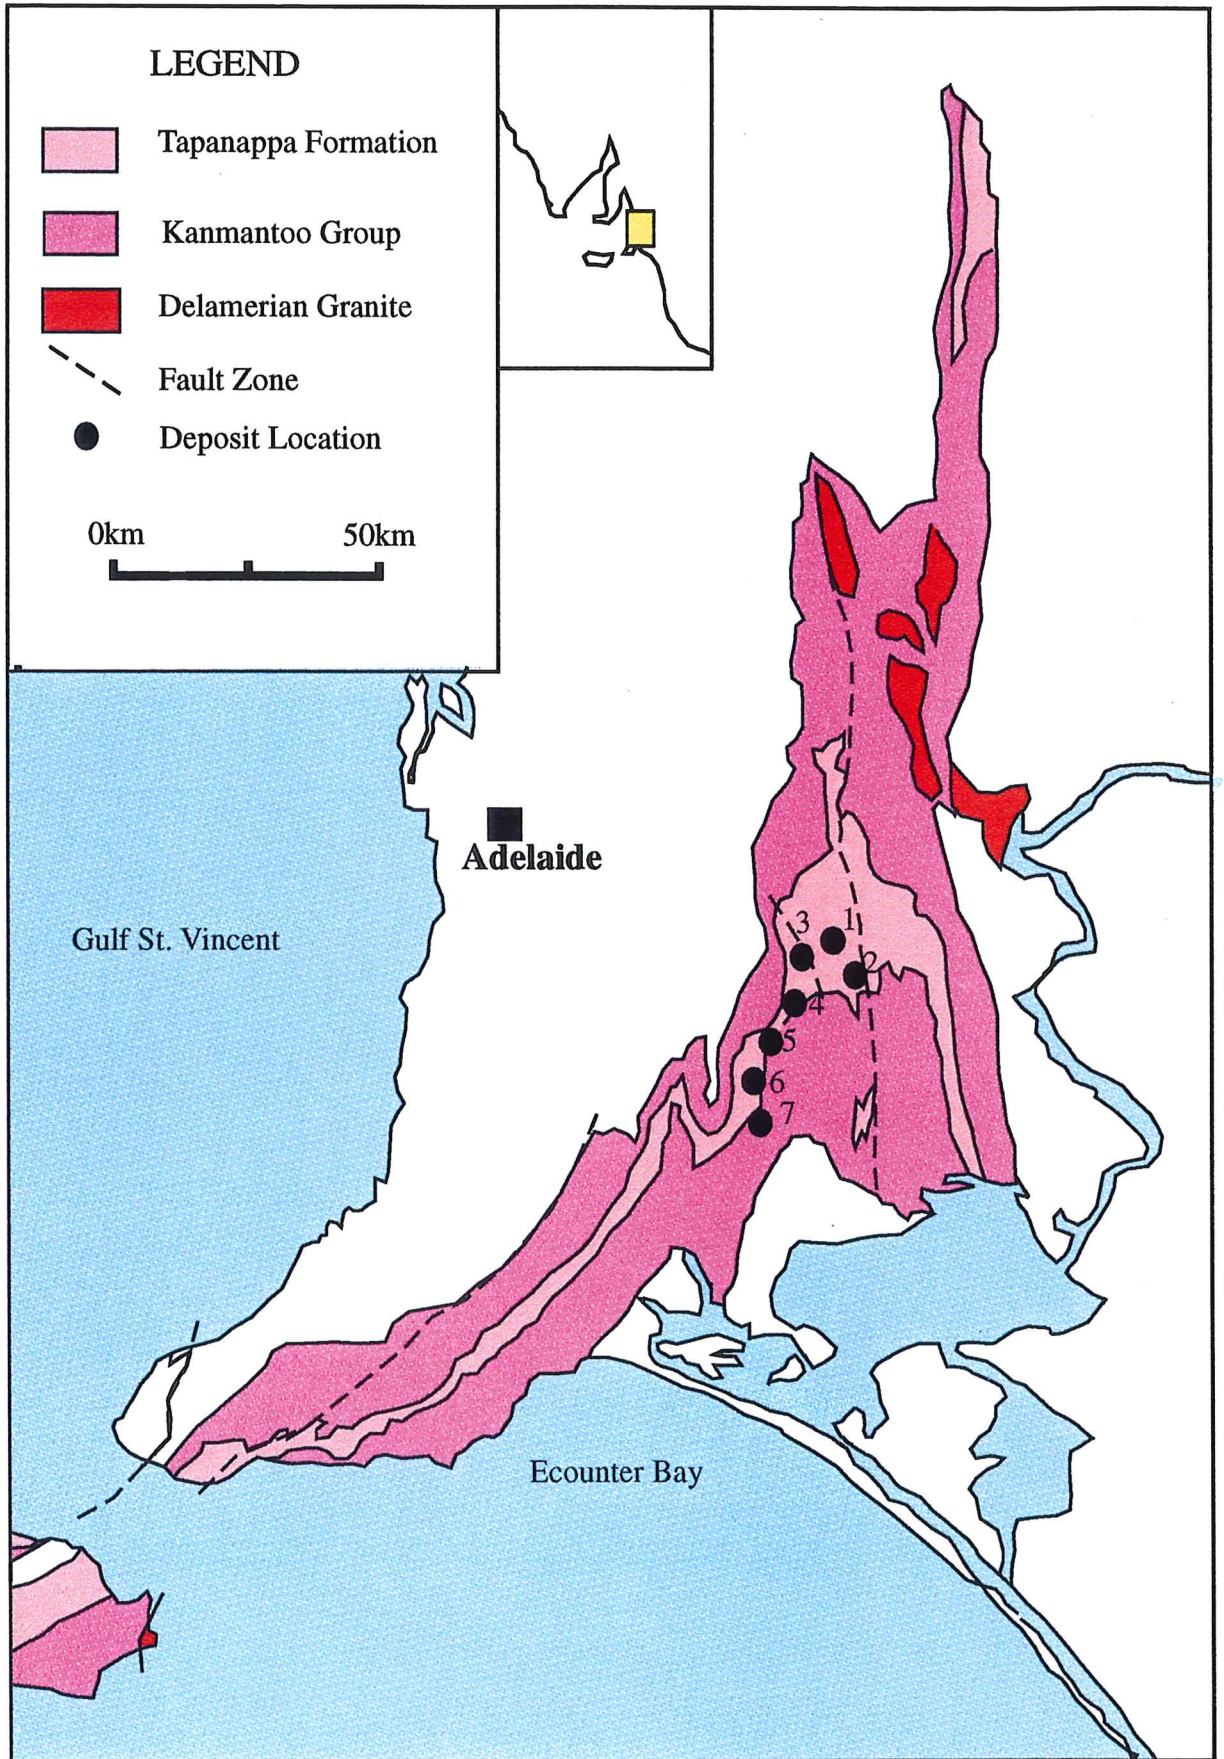 LEGEND
Tapanappa Formation
Kanmantoo Group
Delamerian Granite
Fault Zone
Deposit Location
0km 50km
Adelaide
Gulf St. Vincent
3 1
2
4
5
6
7
Ecounter Bay